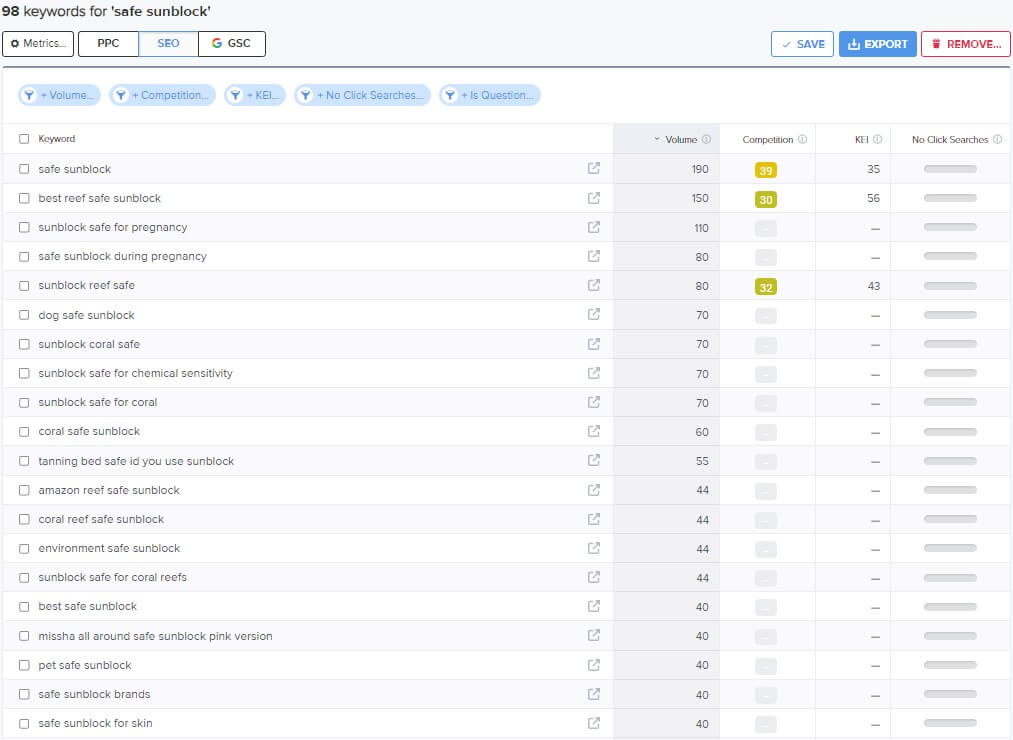 98 keywords for 'safe sunblock'
Metrics... PPC SEO GSC SAVE EXPORT REMOVE...
+ Volume... + Competition... + KEI... + No Click Searches... + Is Question...
Keyword Volume Competition KEI No Click Searches
safe sunblock 190 39 35
best reef safe sunblock 150 30 56
sunblock safe for pregnancy 110 – —
safe sunblock during pregnancy 80 – —
sunblock reef safe 80 32 43
dog safe sunblock 70 – —
sunblock coral safe 70 – —
sunblock safe for chemical sensitivity 70 – —
sunblock safe for coral 70 – —
coral safe sunblock 60 – —
tanning bed safe id you use sunblock 55 – —
amazon reef safe sunblock 44 – —
coral reef safe sunblock 44 – —
environment safe sunblock 44 – —
sunblock safe for coral reefs 44 – —
best safe sunblock 40 – —
missha all around safe sunblock pink version 40 – —
pet safe sunblock 40 – —
safe sunblock brands 40 – —
safe sunblock for skin 40 – —